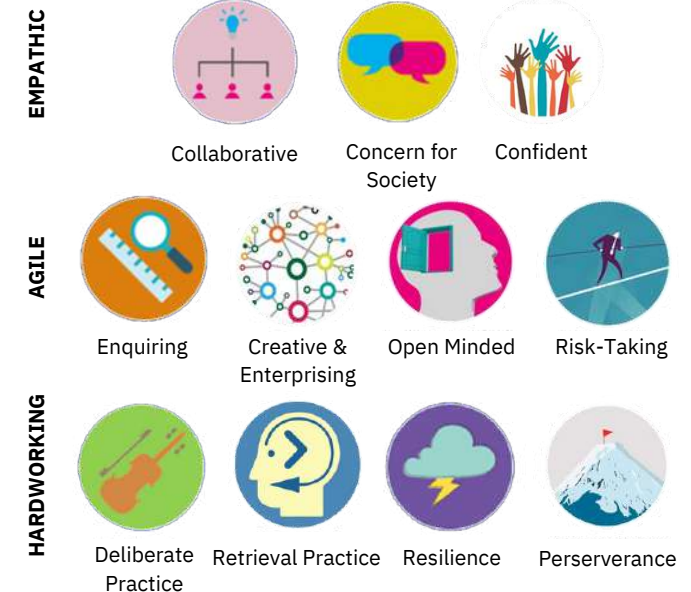 EMPATHIC
Collaborative
Concern for
Society
Confident
AGILE
Enquiring
Creative &
Enterprising
Open Minded
Risk-Taking
HARDWORKING
Deliberate
Practice
Retrieval Practice
Resilience
Perserverance